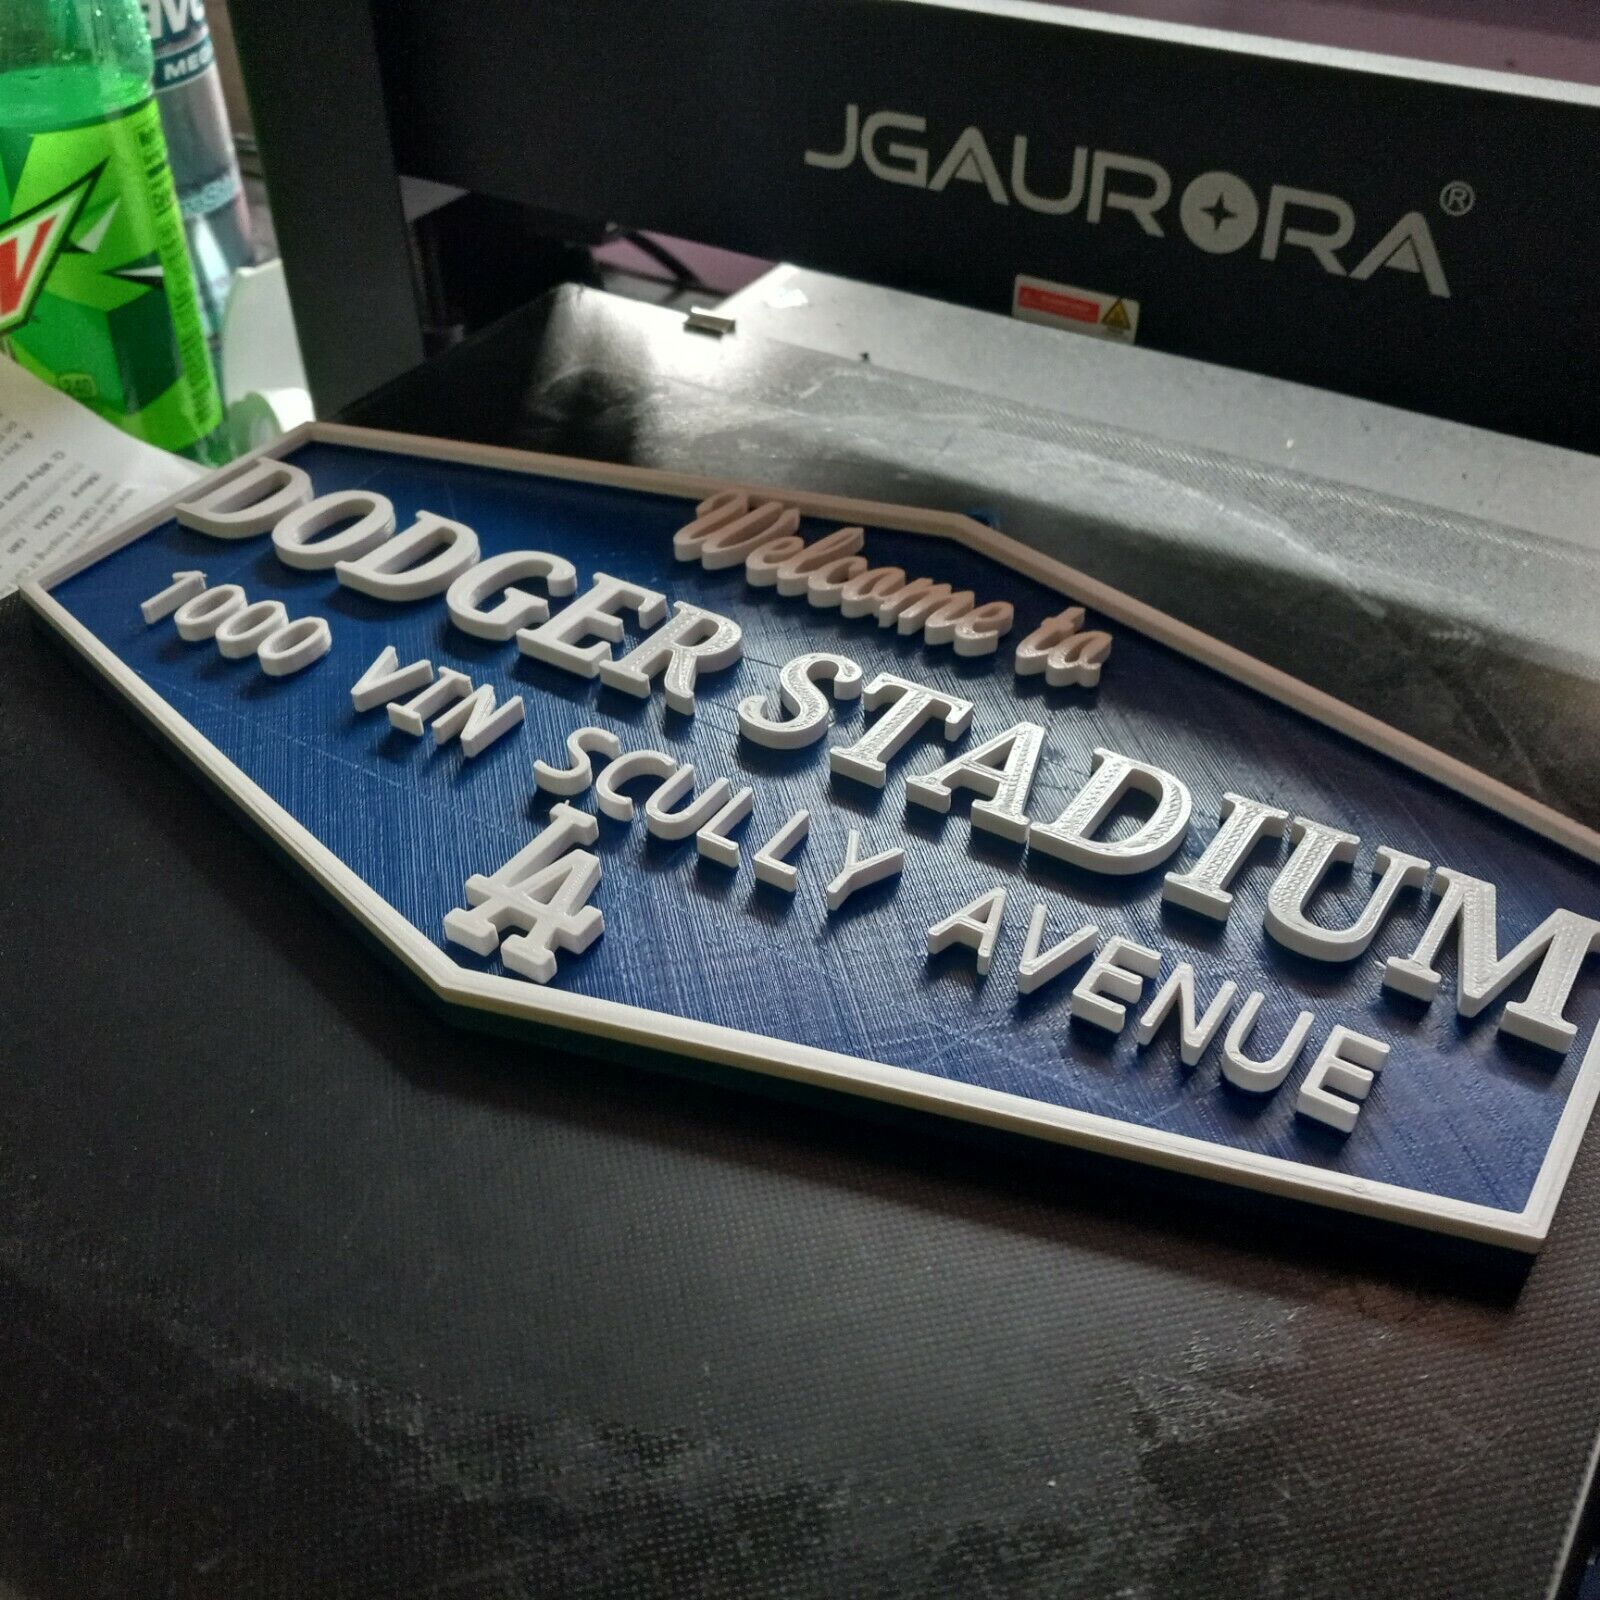 JGAURORA®
Welcome to
DODGER STADIUM
1000 VIN SCULLY AVENUE
LA